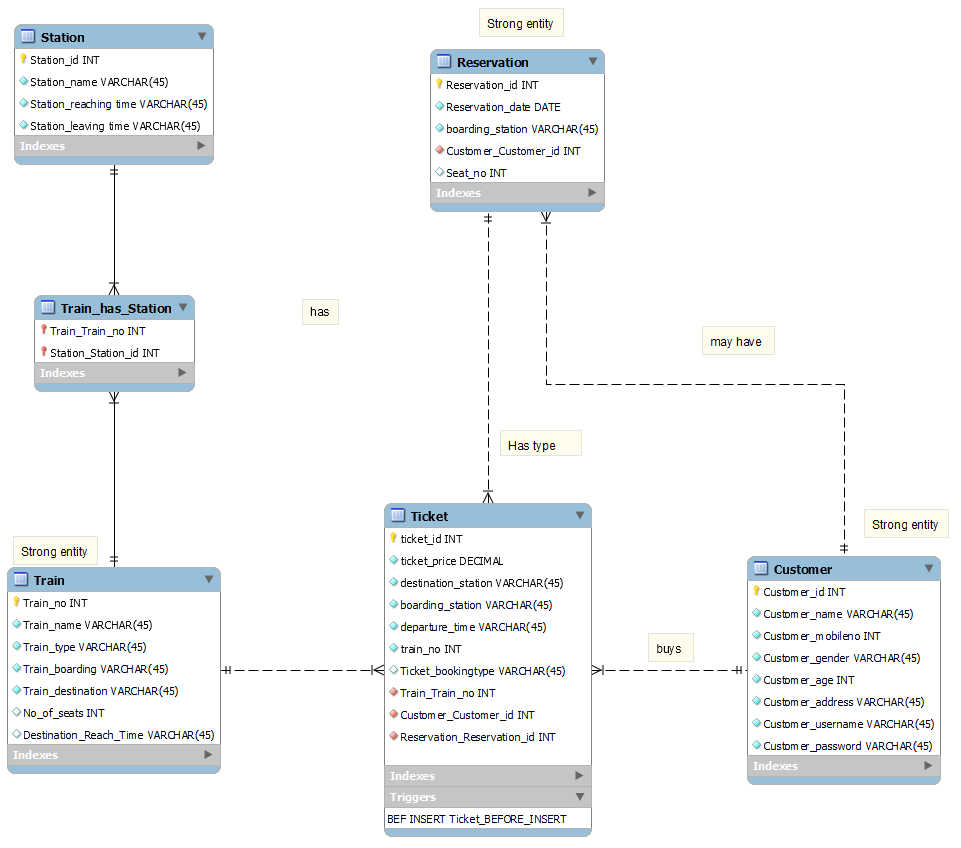 Station
Station_id INT
Station_name VARCHAR(45)
Station_reaching time VARCHAR(45)
Station_leaving time VARCHAR(45)
Indexes
Strong entity
Reservation
Reservation_id INT
Reservation_date DATE
boarding_station VARCHAR(45)
Customer_Customer_id INT
Seat_no INT
Indexes
Train_has_Station
Train_Train_no INT
Station_Station_id INT
Indexes
has
may have
Has type
Strong entity
Train
Train_no INT
Train_name VARCHAR(45)
Train_type VARCHAR(45)
Train_boarding VARCHAR(45)
Train_destination VARCHAR(45)
No_of_seats INT
Destination_Reach_Time VARCHAR(45)
Indexes
Ticket
ticket_id INT
ticket_price DECIMAL
destination_station VARCHAR(45)
boarding_station VARCHAR(45)
departure_time VARCHAR(45)
train_no INT
Ticket_bookingtype VARCHAR(45)
Train_Train_no INT
Customer_Customer_id INT
Reservation_Reservation_id INT
Indexes
Triggers
BEF INSERT Ticket_BEFORE_INSERT
buys
Strong entity
Customer
Customer_id INT
Customer_name VARCHAR(45)
Customer_mobileno INT
Customer_gender VARCHAR(45)
Customer_age INT
Customer_address VARCHAR(45)
Customer_username VARCHAR(45)
Customer_password VARCHAR(45)
Indexes